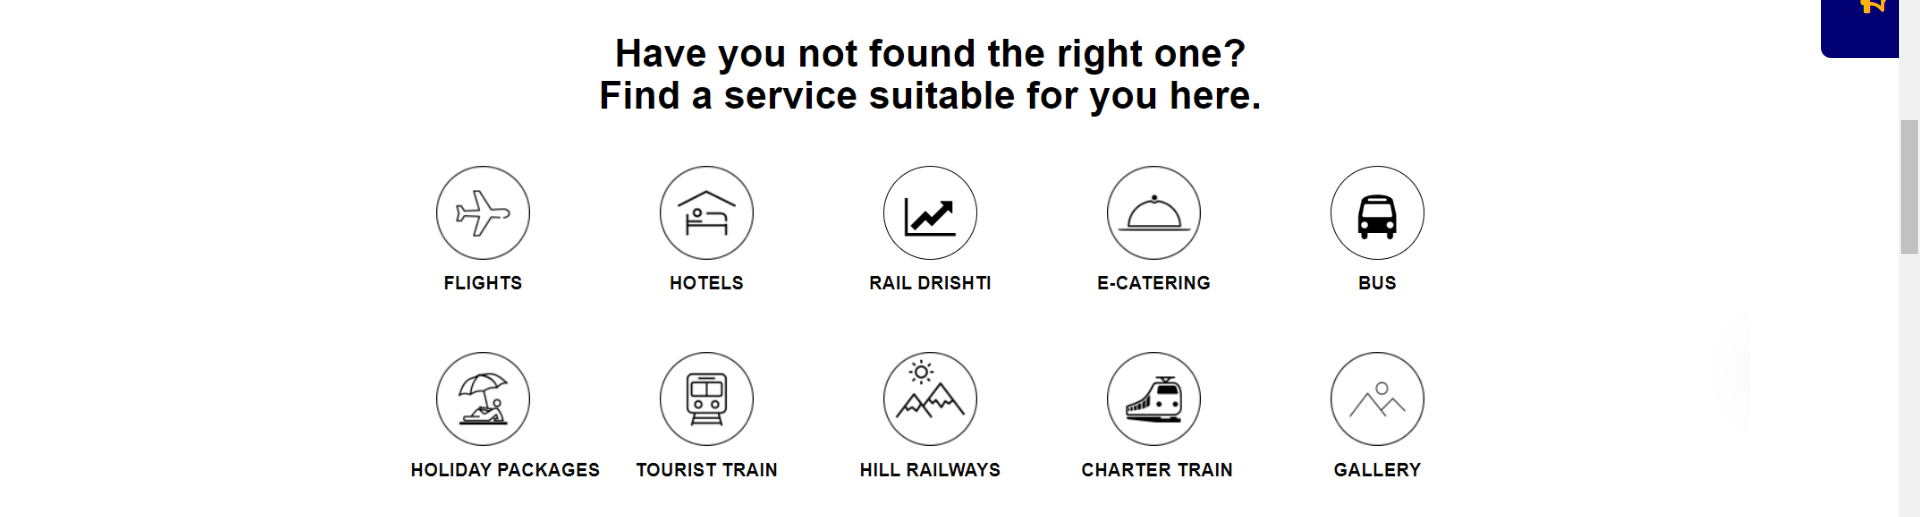 Have you not found the right one?
Find a service suitable for you here.
FLIGHTS
HOTELS
RAIL DRISHTI
E-CATERING
BUS
HOLIDAY PACKAGES
TOURIST TRAIN
HILL RAILWAYS
CHARTER TRAIN
GALLERY